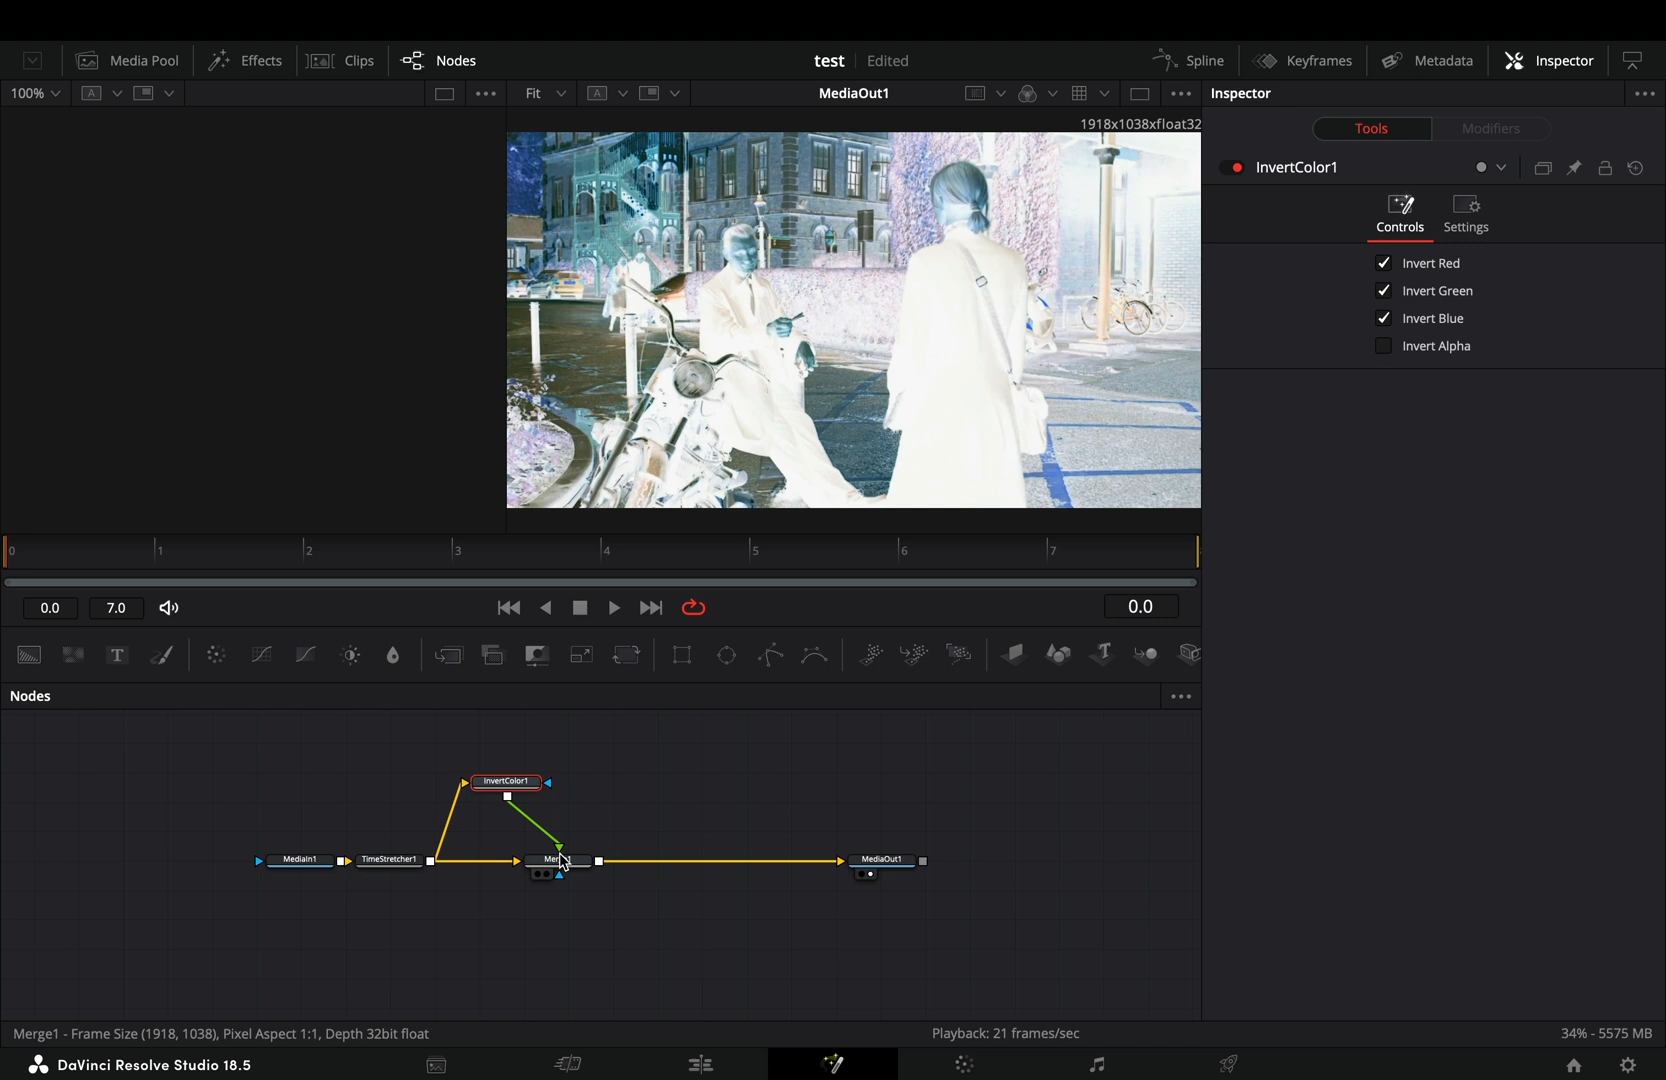 Media Pool Effects Clips Nodes test Edited Spline Keyframes Metadata Inspector
100% A Fit A MediaOut1 Inspector
1918x1038xfloat32
Tools Modifiers
InvertColor1
Controls Settings
Invert Red
Invert Green
Invert Blue
Invert Alpha
0 1 2 3 4 5 6 7
0.0 7.0 0.0
T T
Nodes
InvertColor1
MediaIn1 TimeStretcher1 MediaOut1
Merge1 - Frame Size (1918, 1038), Pixel Aspect 1:1, Depth 32bit float Playback: 21 frames/sec 34% - 5575 MB
DaVinci Resolve Studio 18.5